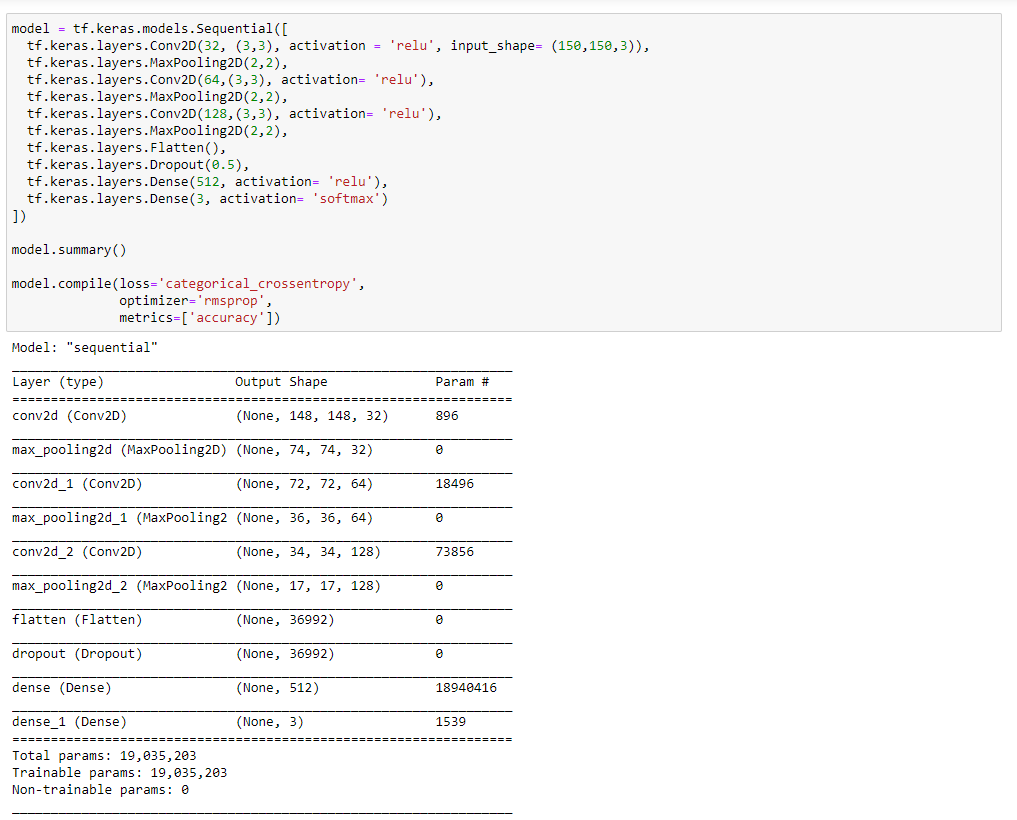 model = tf.keras.models.Sequential([
  tf.keras.layers.Conv2D(32, (3,3), activation = 'relu', input_shape= (150,150,3)),
  tf.keras.layers.MaxPooling2D(2,2),
  tf.keras.layers.Conv2D(64,(3,3), activation= 'relu'),
  tf.keras.layers.MaxPooling2D(2,2),
  tf.keras.layers.Conv2D(128,(3,3), activation= 'relu'),
  tf.keras.layers.MaxPooling2D(2,2),
  tf.keras.layers.Flatten(),
  tf.keras.layers.Dropout(0.5),
  tf.keras.layers.Dense(512, activation= 'relu'),
  tf.keras.layers.Dense(3, activation= 'softmax')
])
model.summary()
model.compile(loss='categorical_crossentropy',
              optimizer='rmsprop',
              metrics=['accuracy'])
Model: "sequential"
_________________________________________________________________
Layer (type)                 Output Shape              Param #
=================================================================
conv2d (Conv2D)              (None, 148, 148, 32)      896
_________________________________________________________________
max_pooling2d (MaxPooling2D) (None, 74, 74, 32)        0
_________________________________________________________________
conv2d_1 (Conv2D)            (None, 72, 72, 64)        18496
_________________________________________________________________
max_pooling2d_1 (MaxPooling2 (None, 36, 36, 64)        0
_________________________________________________________________
conv2d_2 (Conv2D)            (None, 34, 34, 128)       73856
_________________________________________________________________
max_pooling2d_2 (MaxPooling2 (None, 17, 17, 128)       0
_________________________________________________________________
flatten (Flatten)            (None, 36992)             0
_________________________________________________________________
dropout (Dropout)            (None, 36992)             0
_________________________________________________________________
dense (Dense)                (None, 512)               18940416
_________________________________________________________________
dense_1 (Dense)              (None, 3)                 1539
=================================================================
Total params: 19,035,203
Trainable params: 19,035,203
Non-trainable params: 0
_________________________________________________________________